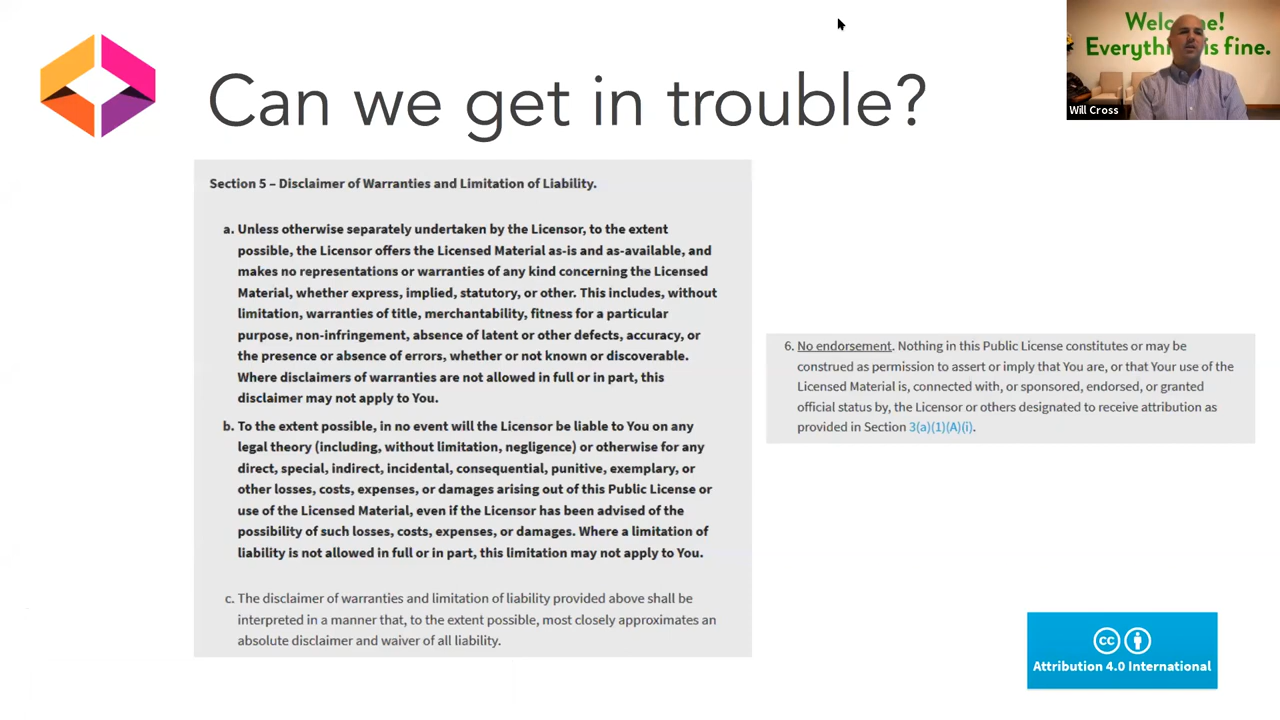 Can we get in trouble?
Welcome!
Everything is fine.
Will Cross
Section 5 – Disclaimer of Warranties and Limitation of Liability.
a. Unless otherwise separately undertaken by the Licensor, to the extent
possible, the Licensor offers the Licensed Material as-is and as-available, and
makes no representations or warranties of any kind concerning the Licensed
Material, whether express, implied, statutory, or other. This includes, without
limitation, warranties of title, merchantability, fitness for a particular
purpose, non-infringement, absence of latent or other defects, accuracy, or
the presence or absence of errors, whether or not known or discoverable.
Where disclaimers of warranties are not allowed in full or in part, this
disclaimer may not apply to You.
b. To the extent possible, in no event will the Licensor be liable to You on any
legal theory (including, without limitation, negligence) or otherwise for any
direct, special, indirect, incidental, consequential, punitive, exemplary, or
other losses, costs, expenses, or damages arising out of this Public License or
use of the Licensed Material, even if the Licensor has been advised of the
possibility of such losses, costs, expenses, or damages. Where a limitation of
liability is not allowed in full or in part, this limitation may not apply to You.
c. The disclaimer of warranties and limitation of liability provided above shall be
interpreted in a manner that, to the extent possible, most closely approximates an
absolute disclaimer and waiver of all liability.
6. No endorsement. Nothing in this Public License constitutes or may be
construed as permission to assert or imply that You are, or that Your use of the
Licensed Material is, connected with, or sponsored, endorsed, or granted
official status by, the Licensor or others designated to receive attribution as
provided in Section 3(a)(1)(A)(i).
cc
Attribution 4.0 International